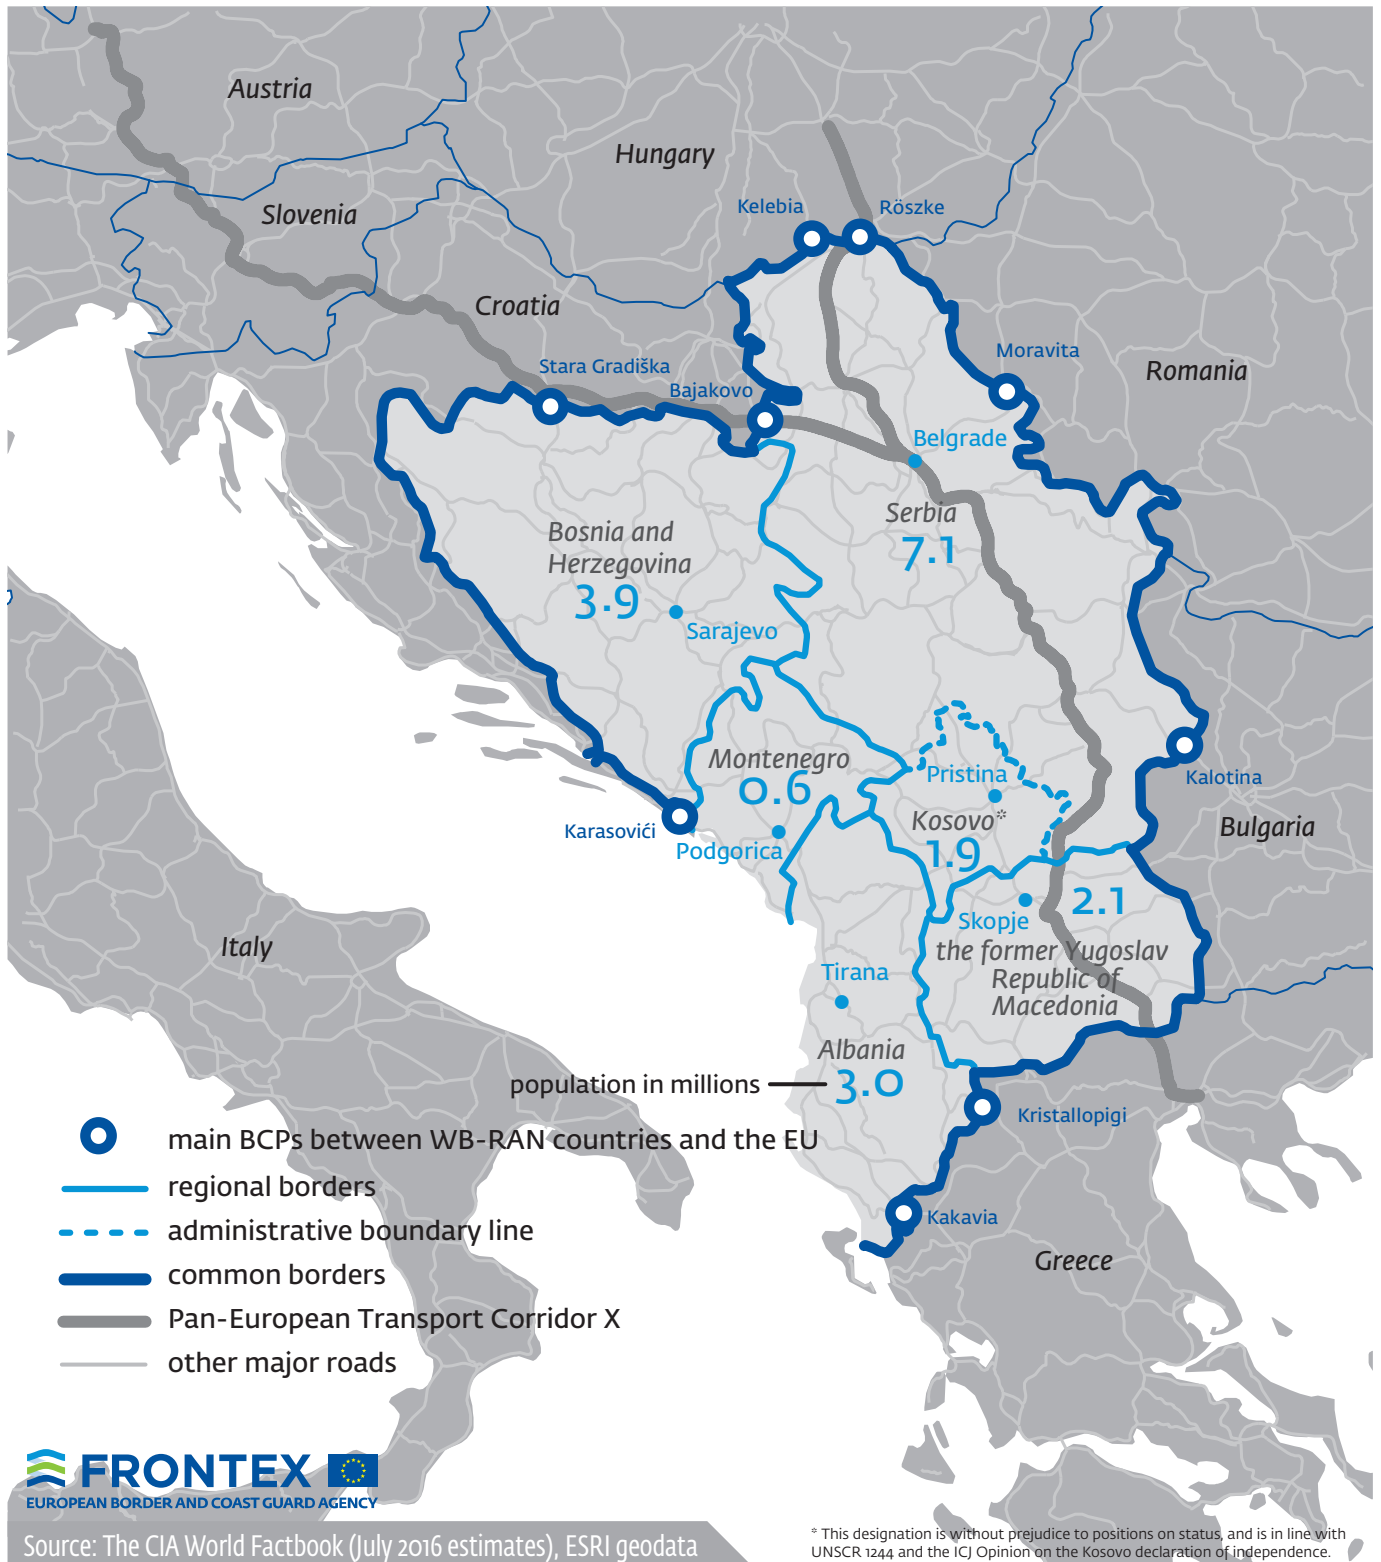 Austria
Hungary
Slovenia
Kelebia
Röszke
Croatia
Moravita
Romania
Stara Gradiška
Bajakovo
Belgrade
Serbia
7.1
Bosnia and
Herzegovina
3.9
Sarajevo
Montenegro
0.6
Pristina
Kosovo*
1.9
Kalotina
Bulgaria
Karasovići
Podgorica
2.1
Skopje
the former Yugoslav
Republic of
Macedonia
Italy
Tirana
Albania
3.0
population in millions
Kristallopigi
Kakavia
Greece
main BCPs between WB-RAN countries and the EU
regional borders
administrative boundary line
common borders
Pan-European Transport Corridor X
other major roads
FRONTEX
EUROPEAN BORDER AND COAST GUARD AGENCY
Source: The CIA World Factbook (July 2016 estimates), ESRI geodata
* This designation is without prejudice to positions on status, and is in line with
UNSCR 1244 and the ICJ Opinion on the Kosovo declaration of independence.